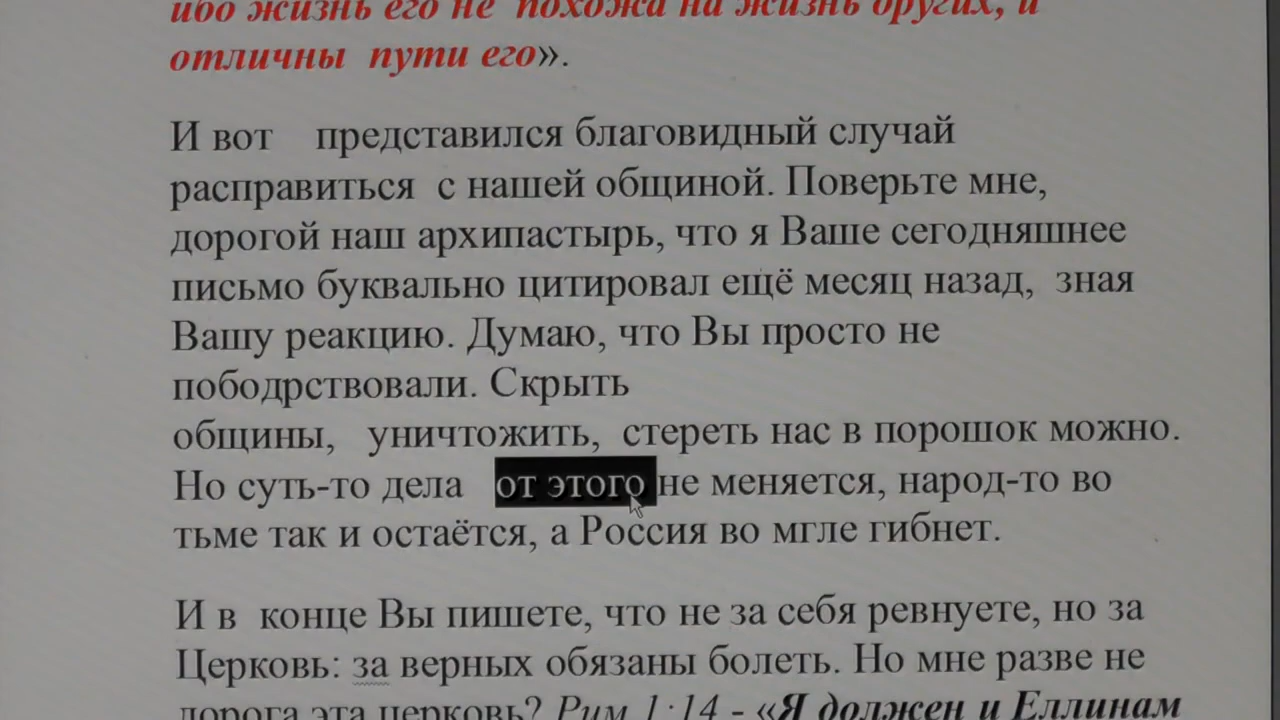 ибо жизнь его не похожа на жизнь других, и
отличны пути его».
И вот представился благовидный случай
расправиться с нашей общиной. Поверьте мне,
дорогой наш архипастырь, что я Ваше сегодняшнее
письмо буквально цитировал ещё месяц назад, зная
Вашу реакцию. Думаю, что Вы просто не
пободрствовали. Скрыть
общины, уничтожить, стереть нас в порошок можно.
Но суть-то дела от этого не меняется, народ-то во
тьме так и остаётся, а Россия во мгле гибнет.
И в конце Вы пишете, что не за себя ревнуете, но за
Церковь: за верных обязаны болеть. Но мне разве не
дорога эта церковь? Рим 1:14 - «Я должен и Еллинам